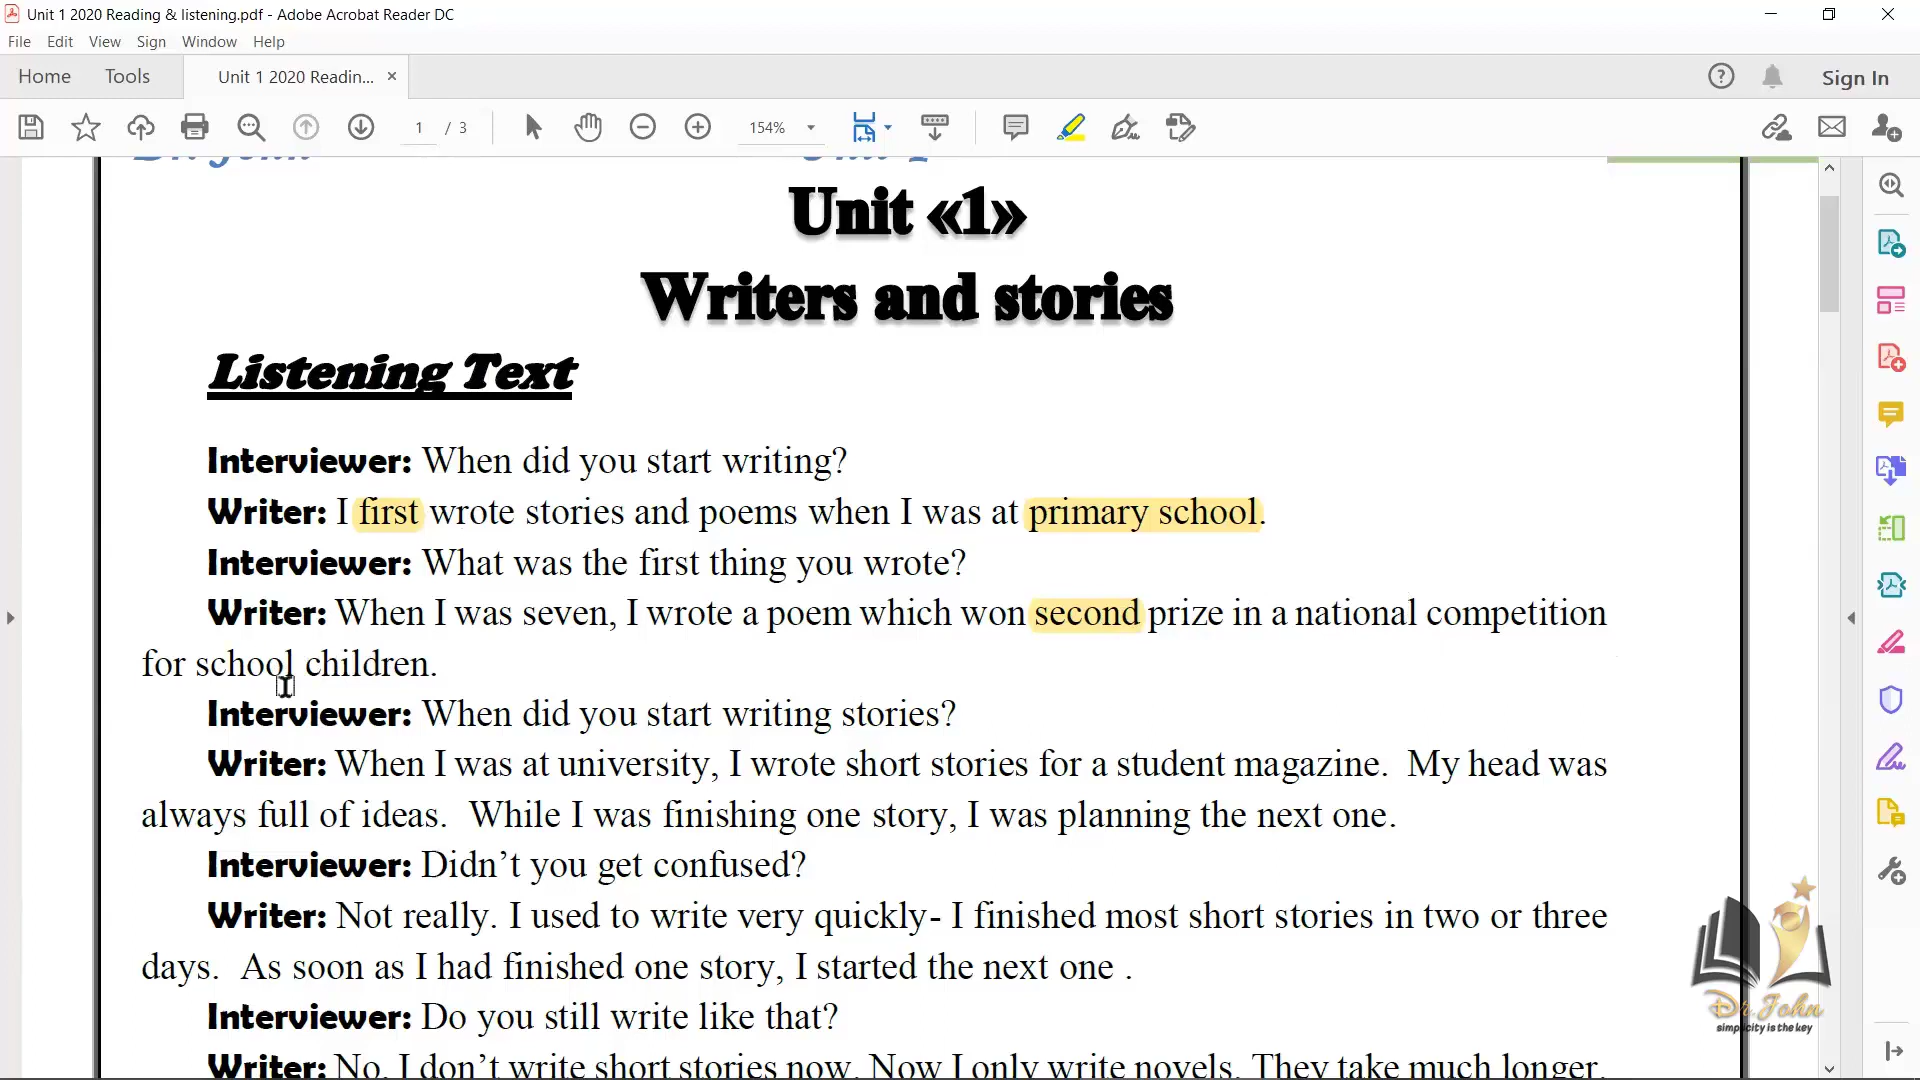 Unit 1 2020 Reading & listening.pdf - Adobe Acrobat Reader DC
File Edit View Sign Window Help
Home Tools Unit 1 2020 Readin... × Sign In
1 / 3 154%
Unit «1»
Writers and stories
Listening Text
Interviewer: When did you start writing?
Writer: I first wrote stories and poems when I was at primary school.
Interviewer: What was the first thing you wrote?
Writer: When I was seven, I wrote a poem which won second prize in a national competition
for school children.
Interviewer: When did you start writing stories?
Writer: When I was at university, I wrote short stories for a student magazine. My head was
always full of ideas. While I was finishing one story, I was planning the next one.
Interviewer: Didn’t you get confused?
Writer: Not really. I used to write very quickly- I finished most short stories in two or three
days. As soon as I had finished one story, I started the next one .
Interviewer: Do you still write like that?
Writer: No, I don’t write short stories now. Now I only write novels. They take much longer.
Dr.John
simplicity is the key